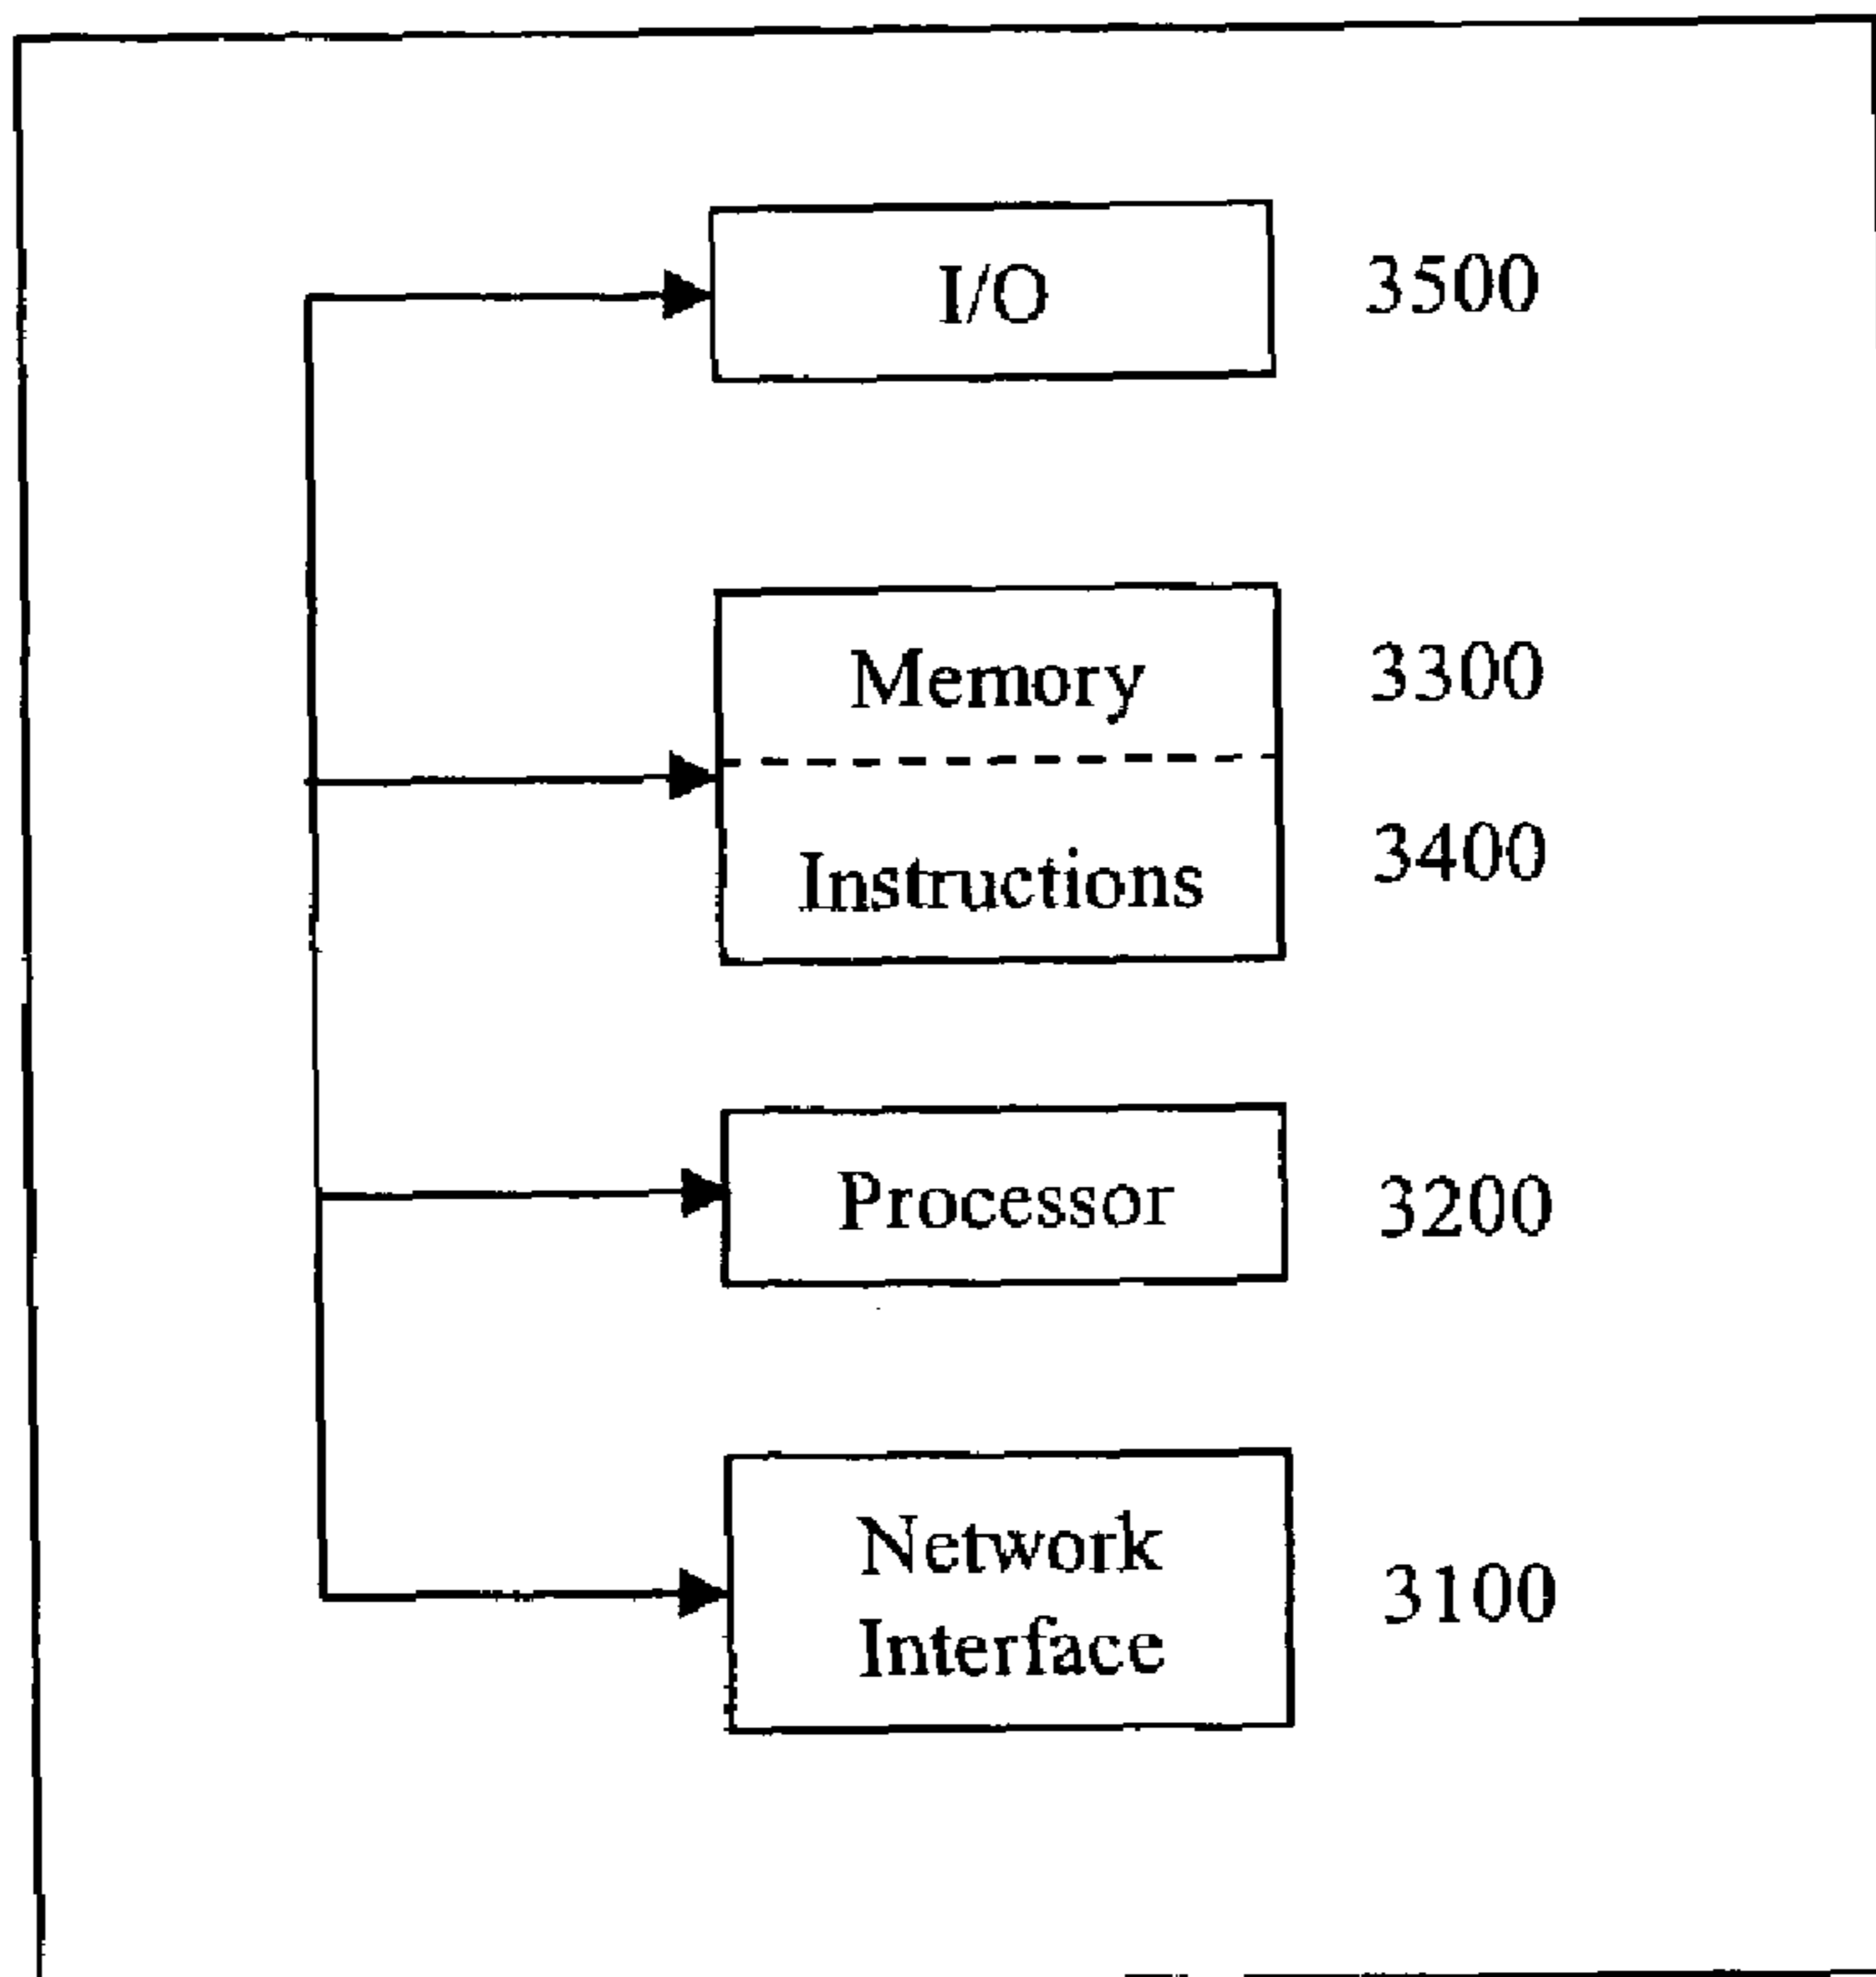 I/O 3500
Memory 3300
Instructions 3400
Processor 3200
Network
Interface 3100